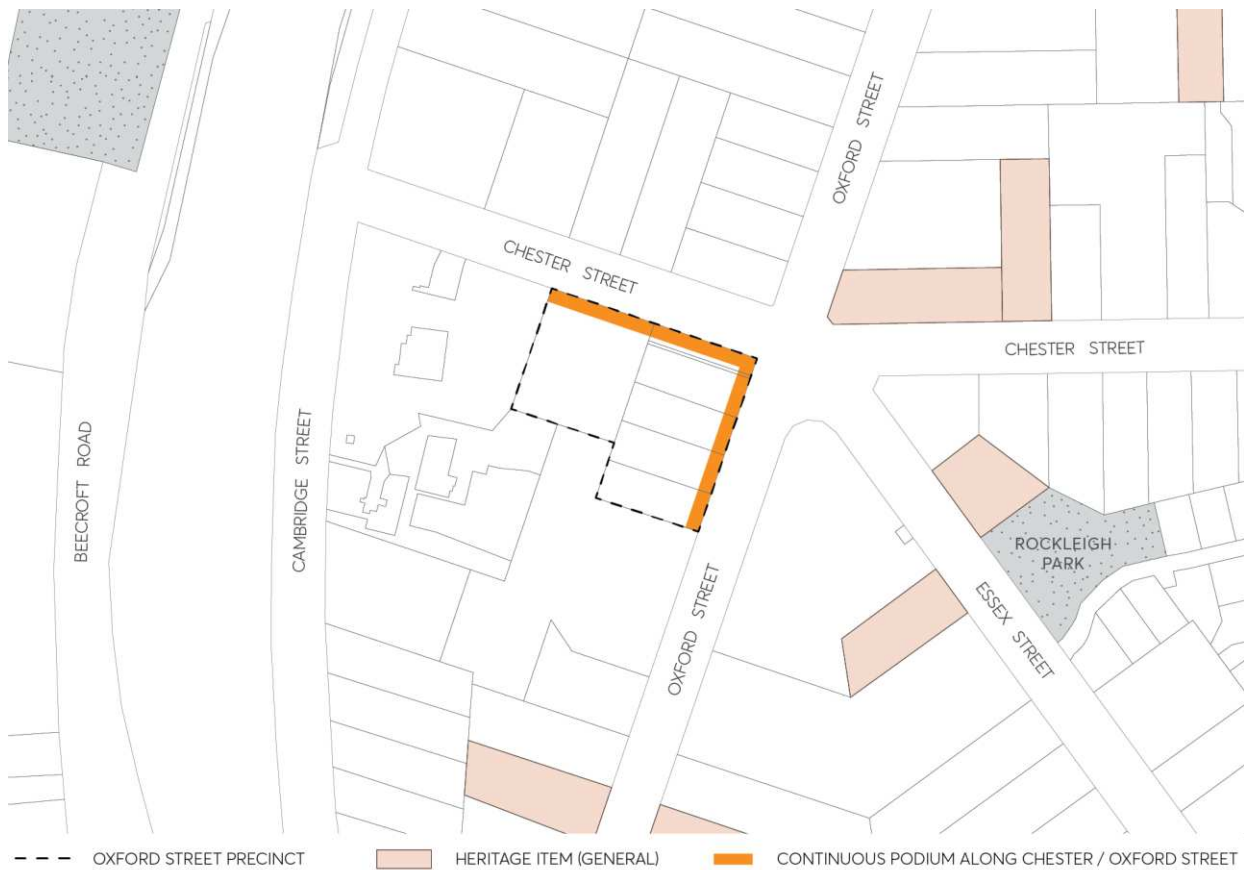 OXFORD STREET
CHESTER STREET
CHESTER STREET
BEECROFT ROAD
CAMBRIDGE STREET
ROCKLEIGH
PARK
ESSEX STREET
OXFORD STREET
OXFORD STREET PRECINCT
HERITAGE ITEM (GENERAL)
CONTINUOUS PODIUM ALONG CHESTER / OXFORD STREET